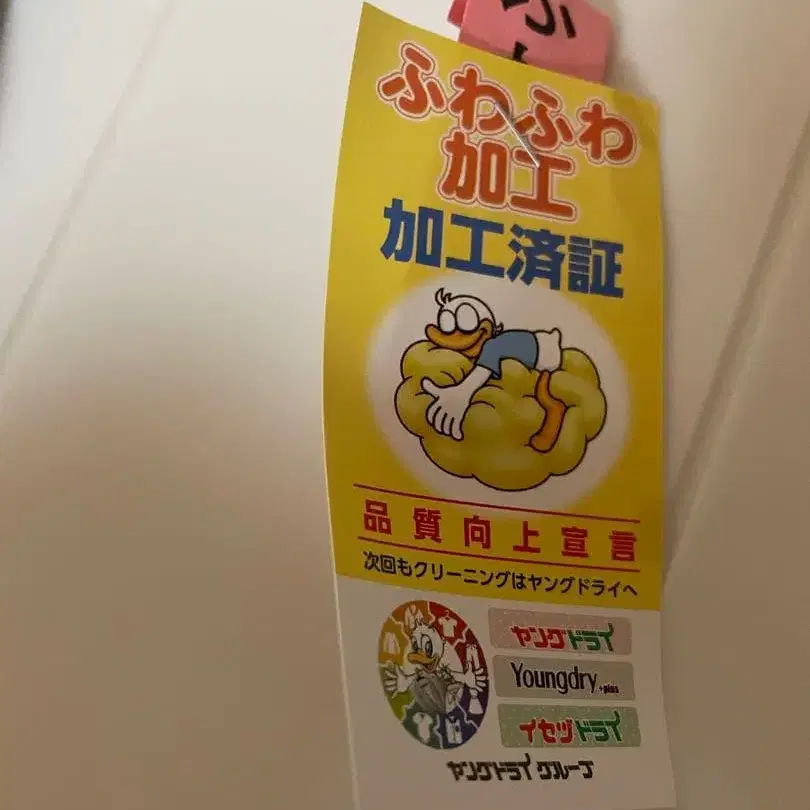 ふわふわ
加工
加工済証
品質向上宣言
次回もクリーニングはヤングドライへ
ヤングドライ
Youngdry +plus
イセヅドライ
ヤングドライグループ